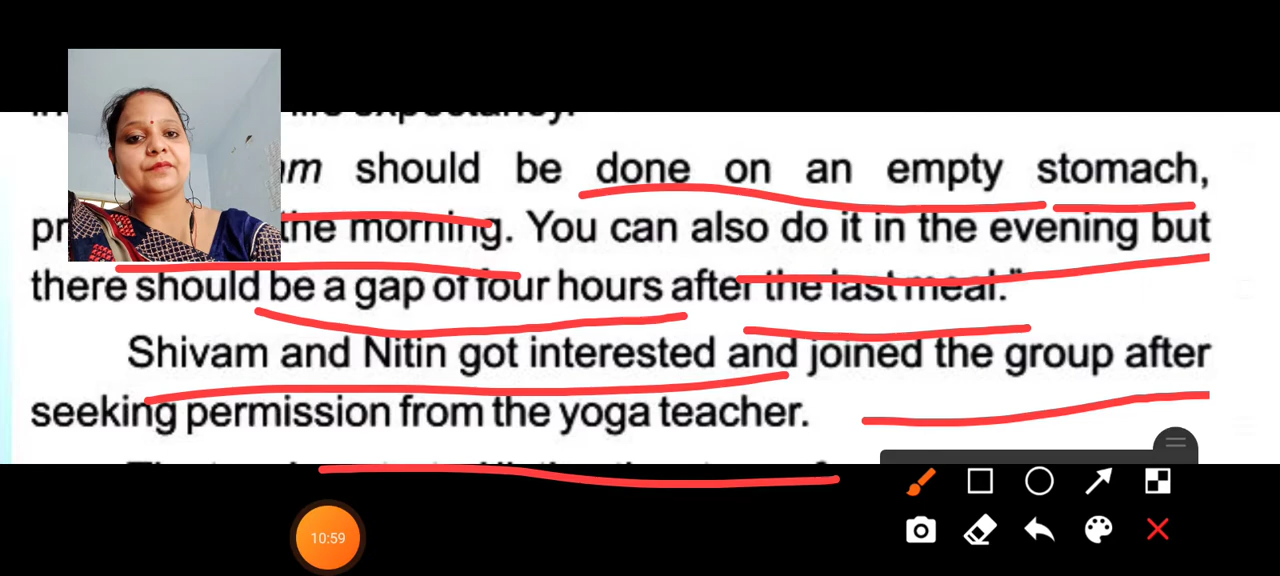 life expectancy.
should be done on an empty stomach,
the morning. You can also do it in the evening but
there should be a gap of four hours after the last meal."
Shivam and Nitin got interested and joined the group after
seeking permission from the yoga teacher.
10:59